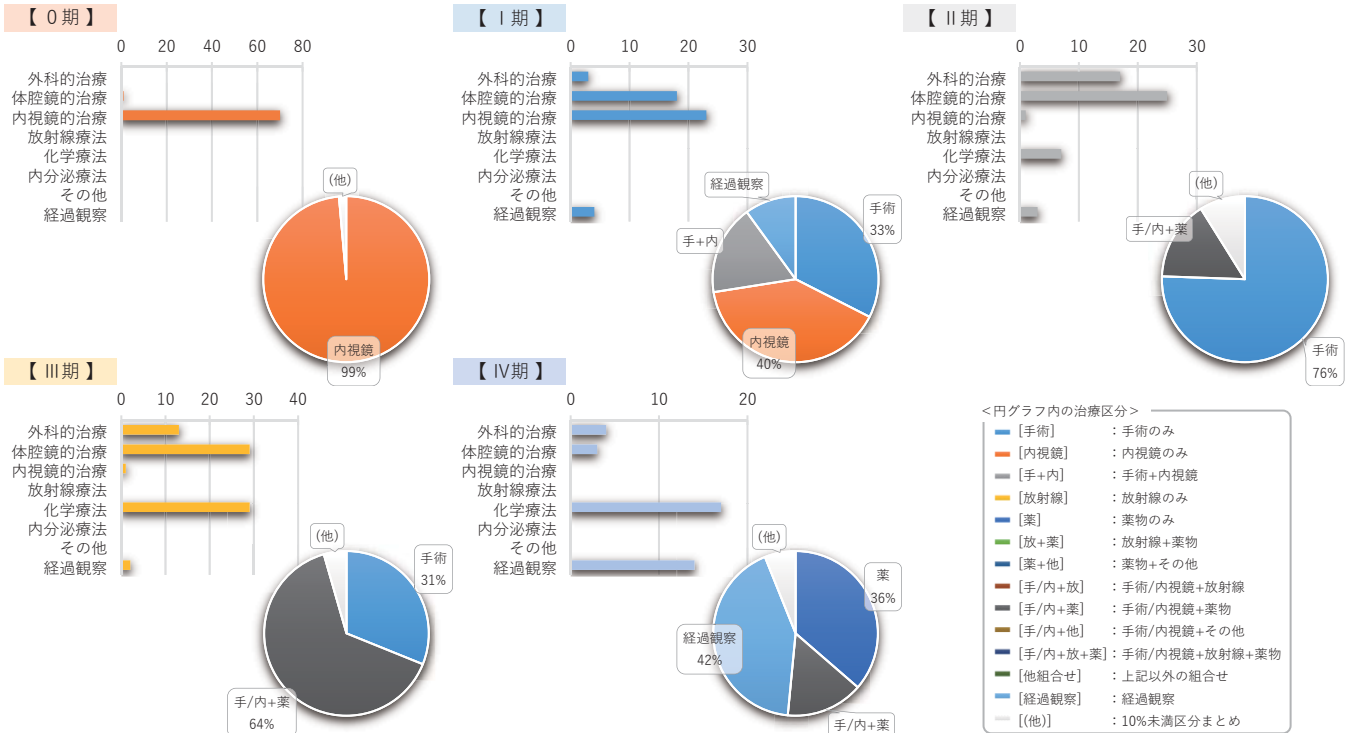 【 0期 】
0 20 40 60 80
外科的治療
体腔鏡的治療
内視鏡的治療
放射線療法
化学療法
内分泌療法
その他
経過観察
(他)
内視鏡
99%
【 I期 】
0 10 20 30
外科的治療
体腔鏡的治療
内視鏡的治療
放射線療法
化学療法
内分泌療法
その他
経過観察
経過観察
手+内
手術
33%
内視鏡
40%
【 II期 】
0 10 20 30
外科的治療
体腔鏡的治療
内視鏡的治療
放射線療法
化学療法
内分泌療法
その他
経過観察
(他)
手/内+薬
手術
76%
【 III期 】
0 10 20 30 40
外科的治療
体腔鏡的治療
内視鏡的治療
放射線療法
化学療法
内分泌療法
その他
経過観察
(他)
手術
31%
手/内+薬
64%
【 IV期 】
0 10 20
外科的治療
体腔鏡的治療
内視鏡的治療
放射線療法
化学療法
内分泌療法
その他
経過観察
(他)
薬
36%
経過観察
42%
手/内+薬
<円グラフ内の治療区分>
[手術] ：手術のみ
[内視鏡] ：内視鏡のみ
[手+内] ：手術+内視鏡
[放射線] ：放射線のみ
[薬] ：薬物のみ
[放+薬] ：放射線+薬物
[薬+他] ：薬物+その他
[手/内+放] ：手術/内視鏡+放射線
[手/内+薬] ：手術/内視鏡+薬物
[手/内+他] ：手術/内視鏡+その他
[手/内+放+薬]：手術/内視鏡+放射線+薬物
[他組合せ] ：上記以外の組合せ
[経過観察] ：経過観察
[(他)] ：10%未満区分まとめ